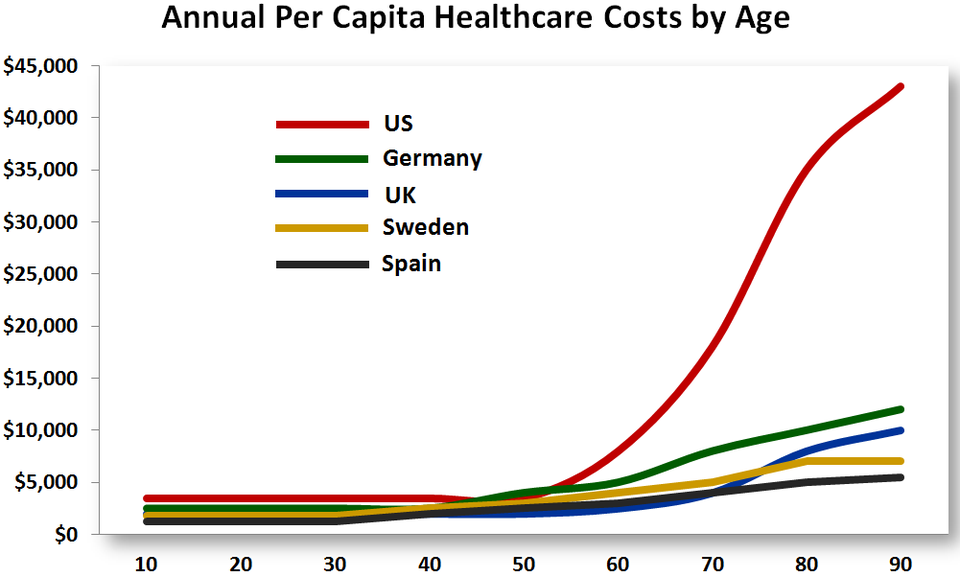 Annual Per Capita Healthcare Costs by Age
$45,000
$40,000
$35,000
$30,000
$25,000
$20,000
$15,000
$10,000
$5,000
$0
US
Germany
UK
Sweden
Spain
10 20 30 40 50 60 70 80 90